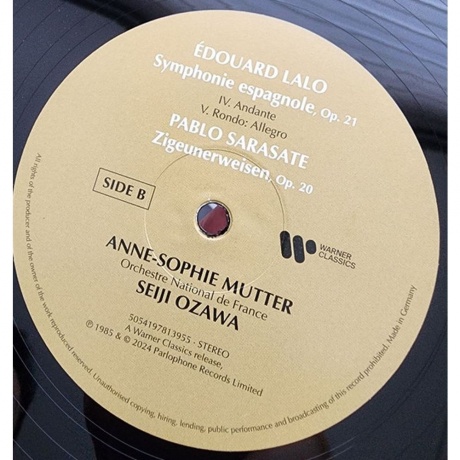 ÉDOUARD LALO
Symphonie espagnole, Op. 21
IV. Andante
V. Rondo: Allegro
PABLO SARASATE
Zigeunerweisen, Op. 20
SIDE B
WARNER
CLASSICS
ANNE-SOPHIE MUTTER
Orchestre National de France
SEIJI OZAWA
5054197813955 · STEREO
A Warner Classics release,
℗ 1985 & © 2024 Parlophone Records Limited
All rights of the producer and of the owner of the work reproduced reserved. Unauthorised copying, hiring, lending, public performance and broadcasting of this record prohibited. Made in Germany